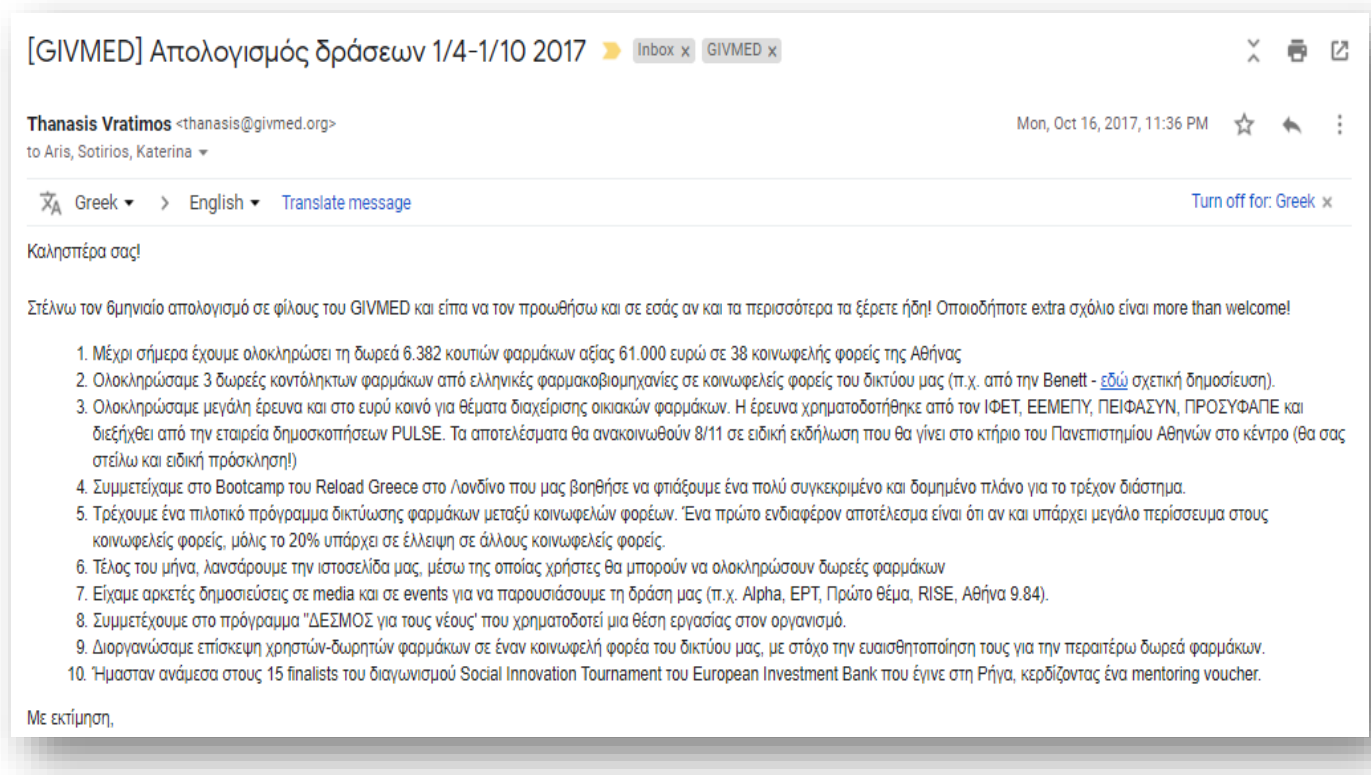 [GIVMED] Απολογισμός δράσεων 1/4-1/10 2017 Inbox x GIVMED x
Thanasis Vratimos <thanasis@givmed.org> Mon, Oct 16, 2017, 11:36 PM
to Aris, Sotirios, Katerina
Greek > English Translate message Turn off for: Greek x
Καλησπέρα σας!
Στέλνω τον 6μηνιαίο απολογισμό σε φίλους του GIVMED και είπα να τον προωθήσω και σε εσάς αν και τα περισσότερα τα ξέρετε ήδη! Οποιοδήποτε extra σχόλιο είναι more than welcome!
1. Μέχρι σήμερα έχουμε ολοκληρώσει τη δωρεά 6.382 κουτιών φαρμάκων αξίας 61.000 ευρώ σε 38 κοινωφελής φορείς της Αθήνας
2. Ολοκληρώσαμε 3 δωρεές κοντόληκτων φαρμάκων από ελληνικές φαρμακοβιομηχανίες σε κοινωφελείς φορείς του δικτύου μας (π.χ. από την Benett - εδώ σχετική δημοσίευση).
3. Ολοκληρώσαμε μεγάλη έρευνα και στο ευρύ κοινό για θέματα διαχείρισης οικιακών φαρμάκων. Η έρευνα χρηματοδοτήθηκε από τον ΙΦΕΤ, ΕΕΜΕΠΥ, ΠΕΙΦΑΣΥΝ, ΠΡΟΣΥΦΑΠΕ και
διεξήχθει από την εταιρεία δημοσκοπήσεων PULSE. Τα αποτελέσματα θα ανακοινωθούν 8/11 σε ειδική εκδήλωση που θα γίνει στο κτήριο του Πανεπιστημίου Αθηνών στο κέντρο (θα σας
στείλω και ειδική πρόσκληση!)
4. Συμμετείχαμε στο Bootcamp του Reload Greece στο Λονδίνο που μας βοηθήσε να φτιάξουμε ένα πολύ συγκεκριμένο και δομημένο πλάνο για το τρέχον διάστημα.
5. Τρέχουμε ένα πιλοτικό πρόγραμμα δικτύωσης φαρμάκων μεταξύ κοινωφελών φορέων. Ένα πρώτο ενδιαφέρον αποτέλεσμα είναι ότι αν και υπάρχει μεγάλο περίσσευμα στους
κοινωφελείς φορείς, μόλις το 20% υπάρχει σε έλλειψη σε άλλους κοινωφελείς φορείς.
6. Τέλος του μήνα, λανσάρουμε την ιστοσελίδα μας, μέσω της οποίας χρήστες θα μπορούν να ολοκληρώσουν δωρεές φαρμάκων
7. Είχαμε αρκετές δημοσιεύσεις σε media και σε events για να παρουσιάσουμε τη δράση μας (π.χ. Alpha, ΕΡΤ, Πρώτο θέμα, RISE, Αθήνα 9.84).
8. Συμμετέχουμε στο πρόγραμμα "ΔΕΣΜΟΣ για τους νέους' που χρηματοδοτεί μια θέση εργασίας στον οργανισμό.
9. Διοργανώσαμε επίσκεψη χρηστών-δωρητών φαρμάκων σε έναν κοινωφελή φορέα του δικτύου μας, με στόχο την ευαισθητοποίηση τους για την περαιτέρω δωρεά φαρμάκων.
10. Ήμασταν ανάμεσα στους 15 finalists του διαγωνισμού Social Innovation Tournament του European Investment Bank που έγινε στη Ρήγα, κερδίζοντας ένα mentoring voucher.
Με εκτίμηση,